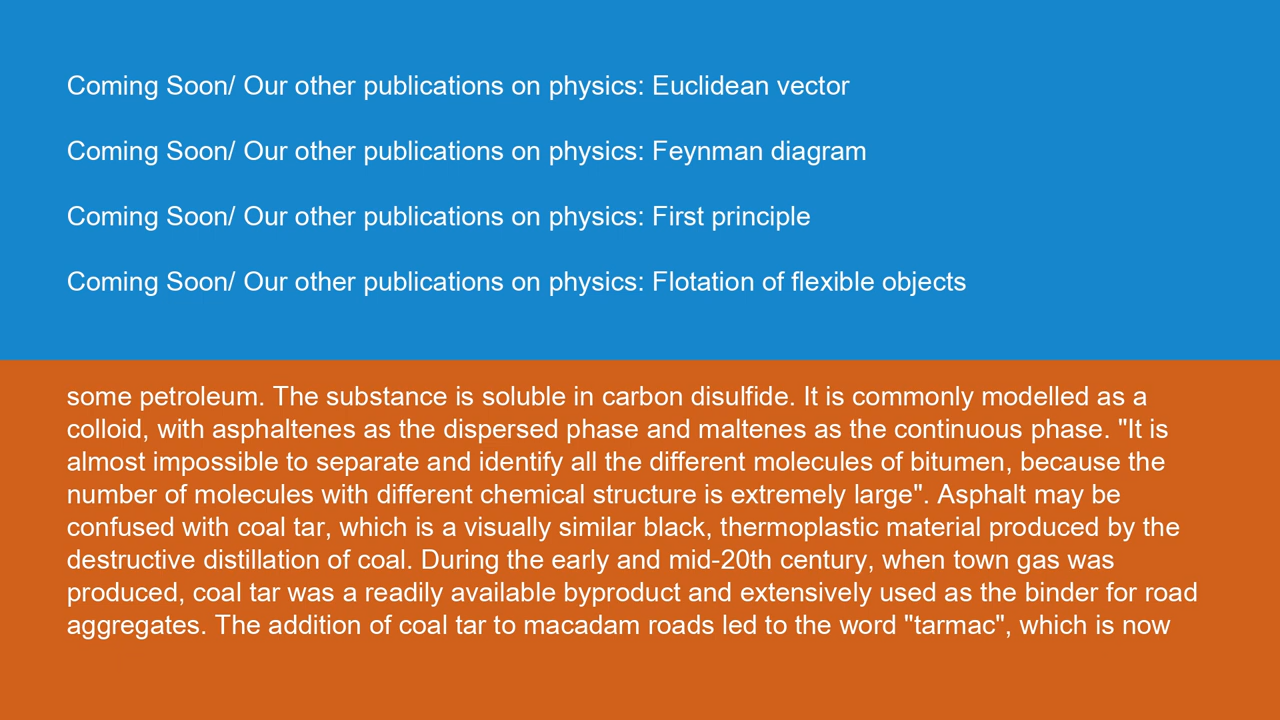 Coming Soon/ Our other publications on physics: Euclidean vector
Coming Soon/ Our other publications on physics: Feynman diagram
Coming Soon/ Our other publications on physics: First principle
Coming Soon/ Our other publications on physics: Flotation of flexible objects
some petroleum. The substance is soluble in carbon disulfide. It is commonly modelled as a
colloid, with asphaltenes as the dispersed phase and maltenes as the continuous phase. "It is
almost impossible to separate and identify all the different molecules of bitumen, because the
number of molecules with different chemical structure is extremely large". Asphalt may be
confused with coal tar, which is a visually similar black, thermoplastic material produced by the
destructive distillation of coal. During the early and mid-20th century, when town gas was
produced, coal tar was a readily available byproduct and extensively used as the binder for road
aggregates. The addition of coal tar to macadam roads led to the word "tarmac", which is now